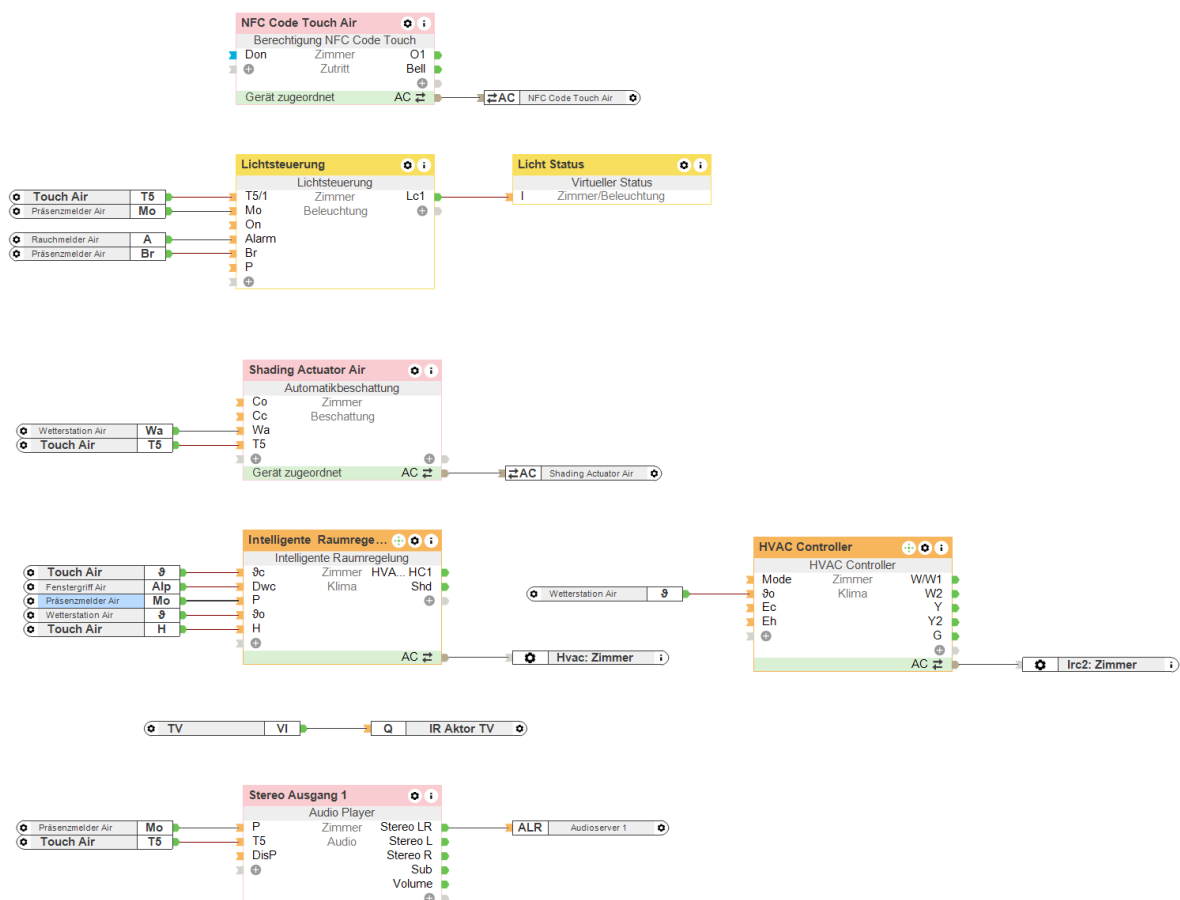 NFC Code Touch Air i
Berechtigung NFC Code Touch
Don Zimmer O1
Zutritt Bell
Gerät zugeordnet AC ⇄
⇄AC NFC Code Touch Air
Lichtsteuerung i
Lichtsteuerung
Touch Air T5
T5/1 Zimmer Lc1
Präsenzmelder Air Mo
Mo Beleuchtung
On
Rauchmelder Air A
Alarm
Präsenzmelder Air Br
Br
P
Licht Status i
Virtueller Status
I Zimmer/Beleuchtung
Shading Actuator Air i
Automatikbeschattung
Co Zimmer
Cc Beschattung
Wetterstation Air Wa
Wa
Touch Air T5
T5
Gerät zugeordnet AC ⇄
⇄AC Shading Actuator Air
Intelligente Raumrege... i
Intelligente Raumregelung
Touch Air ϑ
ϑc Zimmer HVA... HC1
Fenstergriff Air Alp
Dwc Klima Shd
Präsenzmelder Air Mo
P
Wetterstation Air ϑ
ϑo
Touch Air H
H
AC ⇄
Hvac: Zimmer i
HVAC Controller i
HVAC Controller
Mode Zimmer W/W1
Wetterstation Air ϑ
ϑo Klima W2
Ec Y
Eh Y2
G
AC ⇄
Irc2: Zimmer i
TV VI
Q IR Aktor TV
Stereo Ausgang 1 i
Audio Player
Präsenzmelder Air Mo
P Zimmer Stereo LR
ALR Audioserver 1
Touch Air T5
T5 Audio Stereo L
DisP Stereo R
Sub
Volume